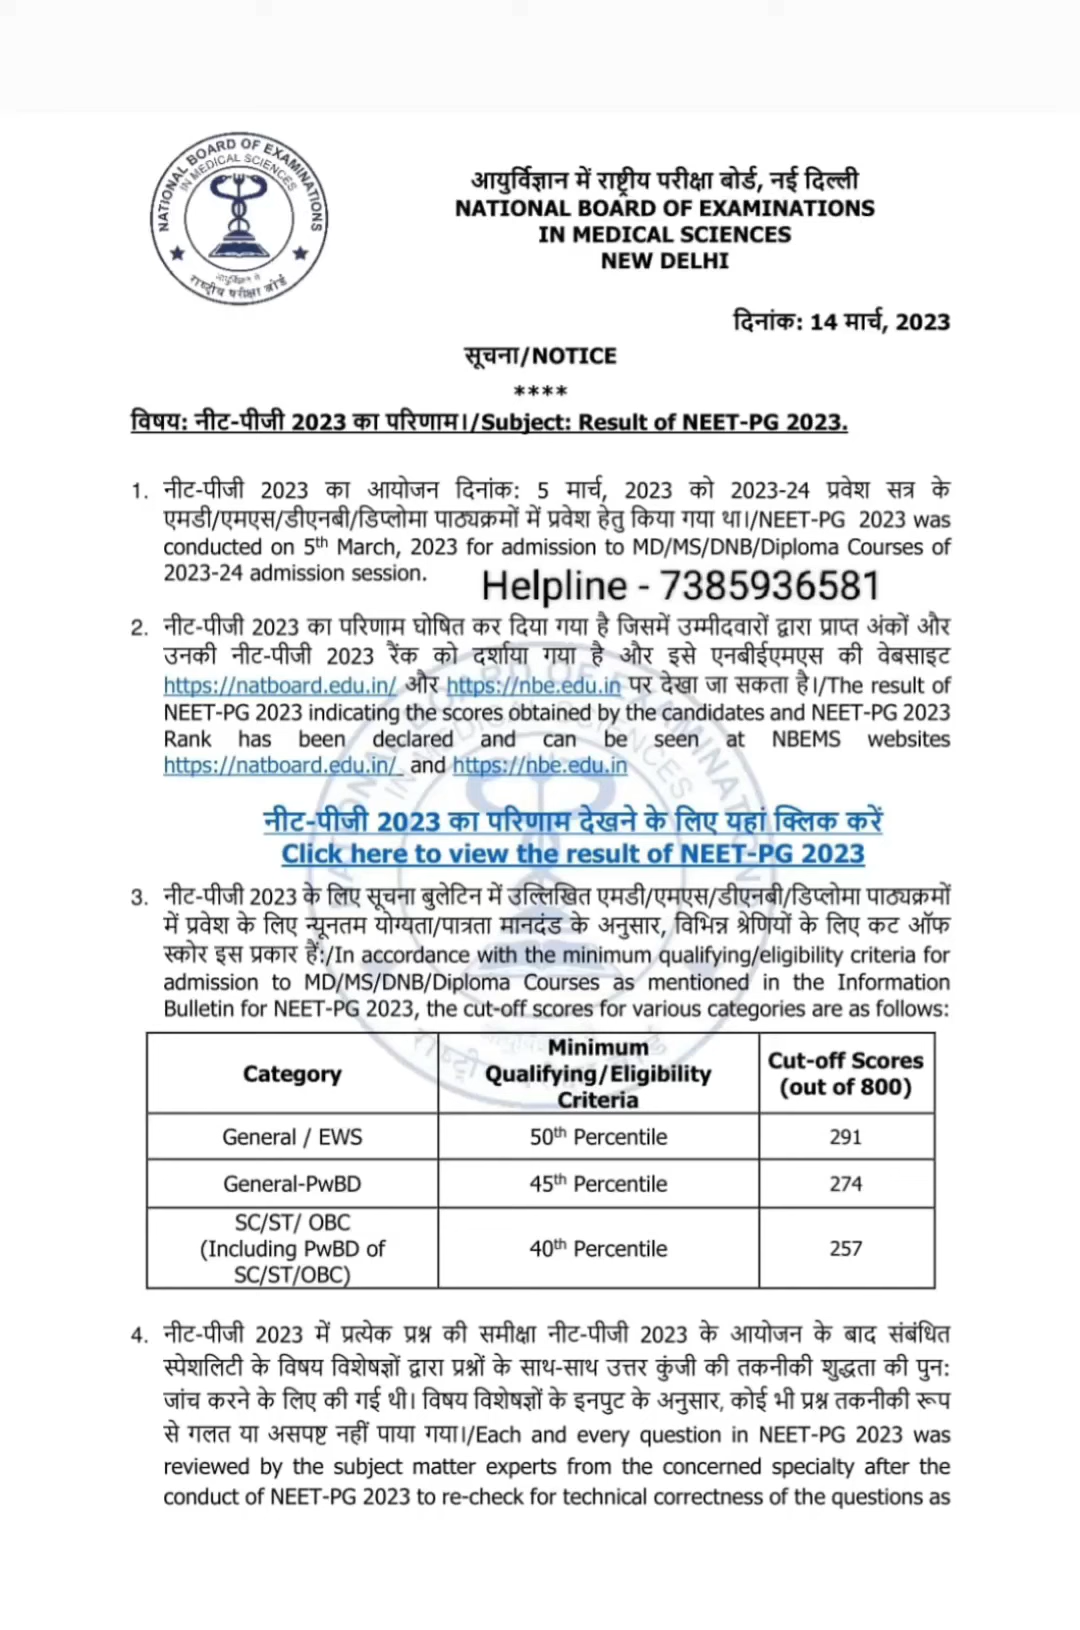 NATIONAL BOARD OF EXAMINATIONS
IN MEDICAL SCIENCES
राष्ट्रीय परीक्षा बोर्ड
आयुर्विज्ञान में राष्ट्रीय परीक्षा बोर्ड, नई दिल्ली
NATIONAL BOARD OF EXAMINATIONS
IN MEDICAL SCIENCES
NEW DELHI
दिनांक: 14 मार्च, 2023
सूचना/NOTICE
****
विषय: नीट-पीजी 2023 का परिणाम।/Subject: Result of NEET-PG 2023.
1. नीट-पीजी 2023 का आयोजन दिनांक: 5 मार्च, 2023 को 2023-24 प्रवेश सत्र के
एमडी/एमएस/डीएनबी/डिप्लोमा पाठ्यक्रमों में प्रवेश हेतु किया गया था।/NEET-PG 2023 was
conducted on 5th March, 2023 for admission to MD/MS/DNB/Diploma Courses of
2023-24 admission session.
Helpline - 7385936581
2. नीट-पीजी 2023 का परिणाम घोषित कर दिया गया है जिसमें उम्मीदवारों द्वारा प्राप्त अंकों और
उनकी नीट-पीजी 2023 रैंक को दर्शाया गया है और इसे एनबीईएमएस की वेबसाइट
https://natboard.edu.in/ और https://nbe.edu.in पर देखा जा सकता है।/The result of
NEET-PG 2023 indicating the scores obtained by the candidates and NEET-PG 2023
Rank has been declared and can be seen at NBEMS websites
https://natboard.edu.in/ and https://nbe.edu.in
नीट-पीजी 2023 का परिणाम देखने के लिए यहां क्लिक करें
Click here to view the result of NEET-PG 2023
3. नीट-पीजी 2023 के लिए सूचना बुलेटिन में उल्लिखित एमडी/एमएस/डीएनबी/डिप्लोमा पाठ्यक्रमों
में प्रवेश के लिए न्यूनतम योग्यता/पात्रता मानदंड के अनुसार, विभिन्न श्रेणियों के लिए कट ऑफ
स्कोर इस प्रकार हैं:/In accordance with the minimum qualifying/eligibility criteria for
admission to MD/MS/DNB/Diploma Courses as mentioned in the Information
Bulletin for NEET-PG 2023, the cut-off scores for various categories are as follows:
Category
Minimum
Qualifying/Eligibility
Criteria
Cut-off Scores
(out of 800)
General / EWS 50th Percentile 291
General-PwBD 45th Percentile 274
SC/ST/ OBC
(Including PwBD of
SC/ST/OBC)
40th Percentile 257
4. नीट-पीजी 2023 में प्रत्येक प्रश्न की समीक्षा नीट-पीजी 2023 के आयोजन के बाद संबंधित
स्पेशलिटी के विषय विशेषज्ञों द्वारा प्रश्नों के साथ-साथ उत्तर कुंजी की तकनीकी शुद्धता की पुन:
जांच करने के लिए की गई थी। विषय विशेषज्ञों के इनपुट के अनुसार, कोई भी प्रश्न तकनीकी रूप
से गलत या अस्पष्ट नहीं पाया गया।/Each and every question in NEET-PG 2023 was
reviewed by the subject matter experts from the concerned specialty after the
conduct of NEET-PG 2023 to re-check for technical correctness of the questions as